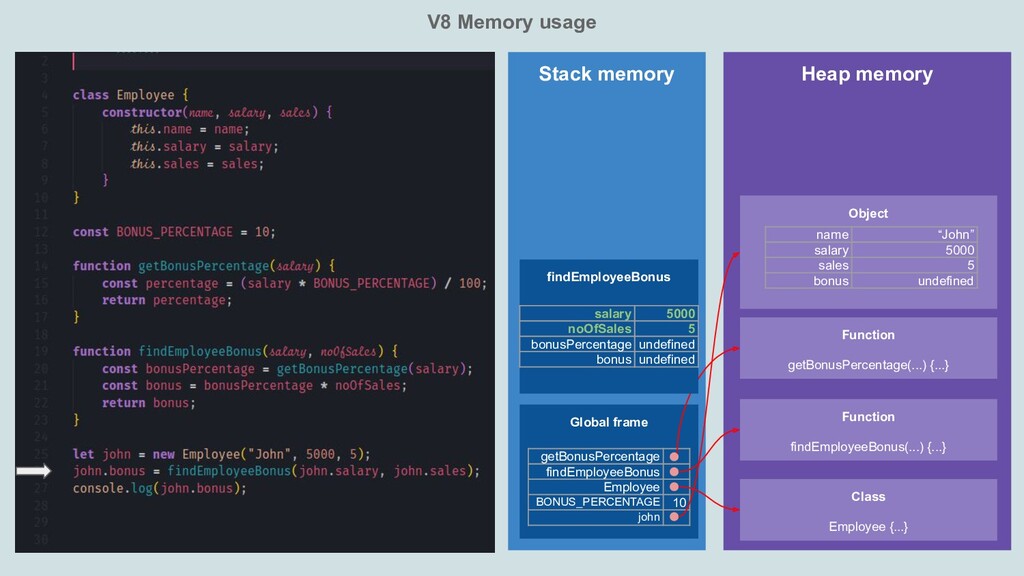 V8 Memory usage
2
3
4 class Employee {
5 constructor(name, salary, sales) {
6 this.name = name;
7 this.salary = salary;
8 this.sales = sales;
9 }
10 }
11
12 const BONUS_PERCENTAGE = 10;
13
14 function getBonusPercentage(salary) {
15 const percentage = (salary * BONUS_PERCENTAGE) / 100;
16 return percentage;
17 }
18
19 function findEmployeeBonus(salary, noOfSales) {
20 const bonusPercentage = getBonusPercentage(salary);
21 const bonus = bonusPercentage * noOfSales;
22 return bonus;
23 }
24
25 let john = new Employee("John", 5000, 5);
john.bonus = findEmployeeBonus(john.salary, john.sales);
27 console.log(john.bonus);
28
29
30
Stack memory
findEmployeeBonus
salary 5000
noOfSales 5
bonusPercentage undefined
bonus undefined
Global frame
getBonusPercentage
findEmployeeBonus
Employee
BONUS_PERCENTAGE 10
john
Heap memory
Object
name “John”
salary 5000
sales 5
bonus undefined
Function
getBonusPercentage(...) {...}
Function
findEmployeeBonus(...) {...}
Class
Employee {...}